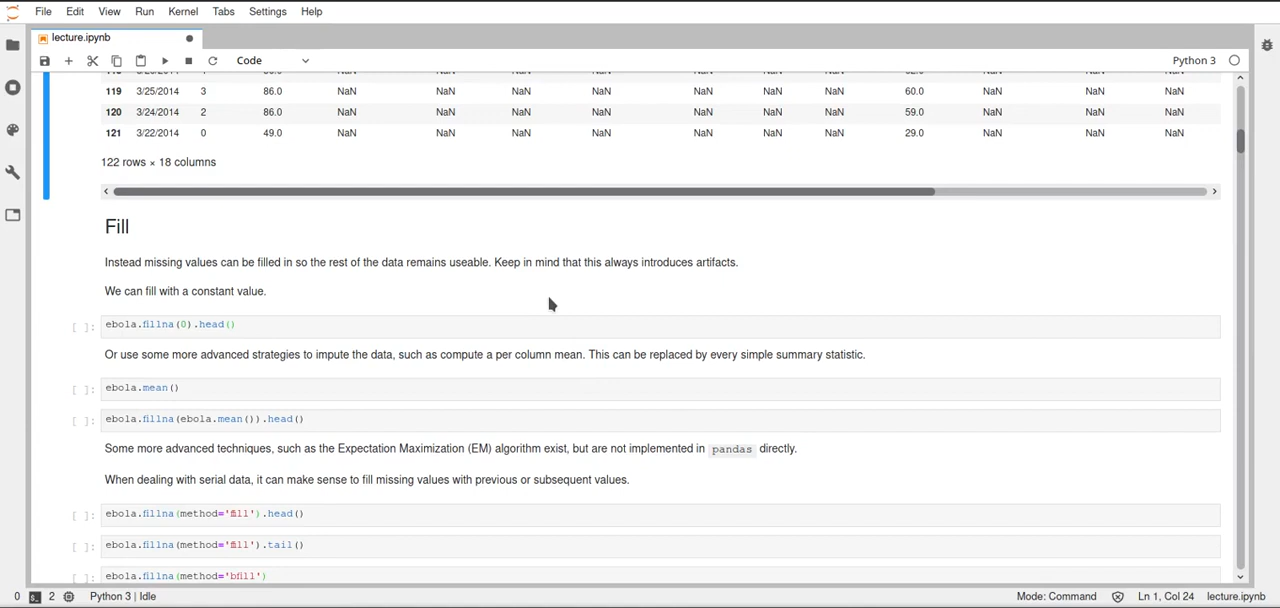 File Edit View Run Kernel Tabs Settings Help
lecture.ipynb
Code Python 3
119 3/25/2014 3 86.0 NaN NaN NaN NaN NaN NaN NaN 60.0 NaN NaN NaN
120 3/24/2014 2 86.0 NaN NaN NaN NaN NaN NaN NaN 59.0 NaN NaN NaN
121 3/22/2014 0 49.0 NaN NaN NaN NaN NaN NaN NaN 29.0 NaN NaN NaN
122 rows × 18 columns
Fill
Instead missing values can be filled in so the rest of the data remains useable. Keep in mind that this always introduces artifacts.
We can fill with a constant value.
[ ]: ebola.fillna(0).head()
Or use some more advanced strategies to impute the data, such as compute a per column mean. This can be replaced by every simple summary statistic.
[ ]: ebola.mean()
[ ]: ebola.fillna(ebola.mean()).head()
Some more advanced techniques, such as the Expectation Maximization (EM) algorithm exist, but are not implemented in pandas directly.
When dealing with serial data, it can make sense to fill missing values with previous or subsequent values.
[ ]: ebola.fillna(method='ffill').head()
[ ]: ebola.fillna(method='ffill').tail()
[ ]: ebola.fillna(method='bfill')
0 2 Python 3 | Idle Mode: Command Ln 1, Col 24 lecture.ipynb